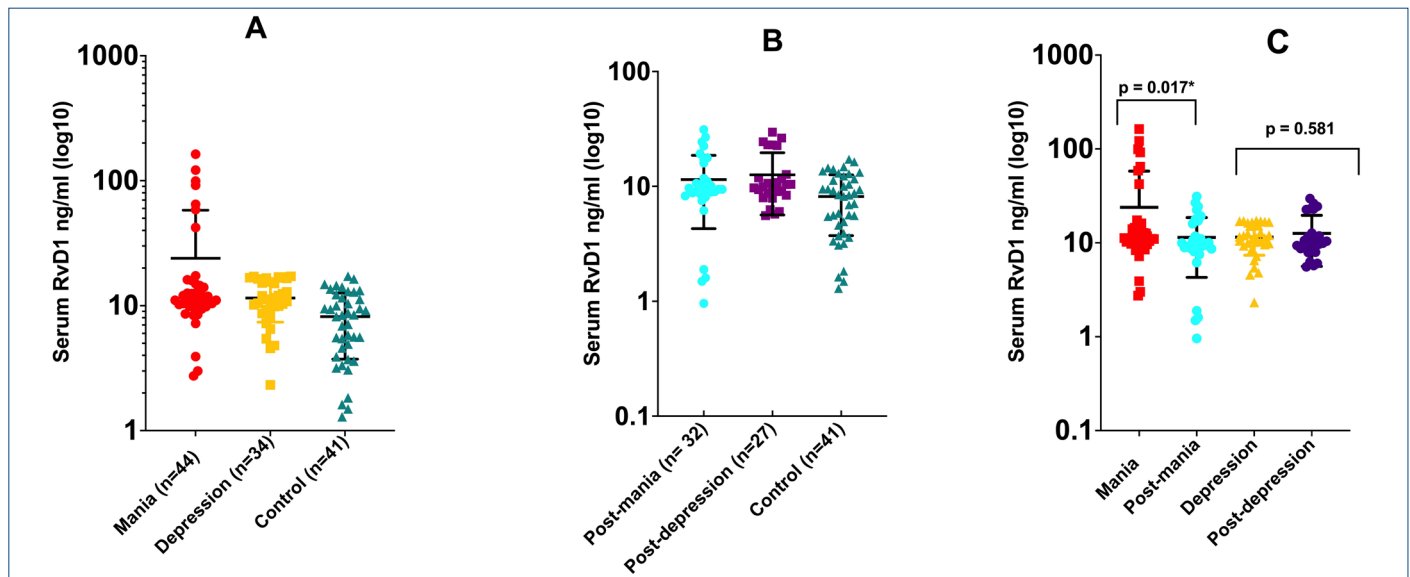 A
Serum RvD1 ng/ml (log10)
1000
100
10
1
Mania (n=44)
Depression (n=34)
Control (n=41)
B
Serum RvD1 ng/ml (log10)
100
10
1
0.1
Post-mania (n= 32)
Post-depression (n=27)
Control (n=41)
C
Serum RvD1 ng/ml (log10)
1000
100
10
1
0.1
p = 0.017*
p = 0.581
Mania
Post-mania
Depression
Post-depression